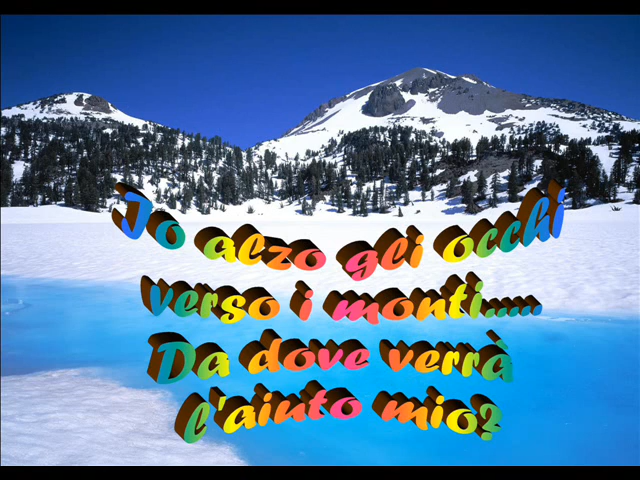 Io alzo gli occhi
verso i monti.....
Da dove verrà
l'aiuto mio?